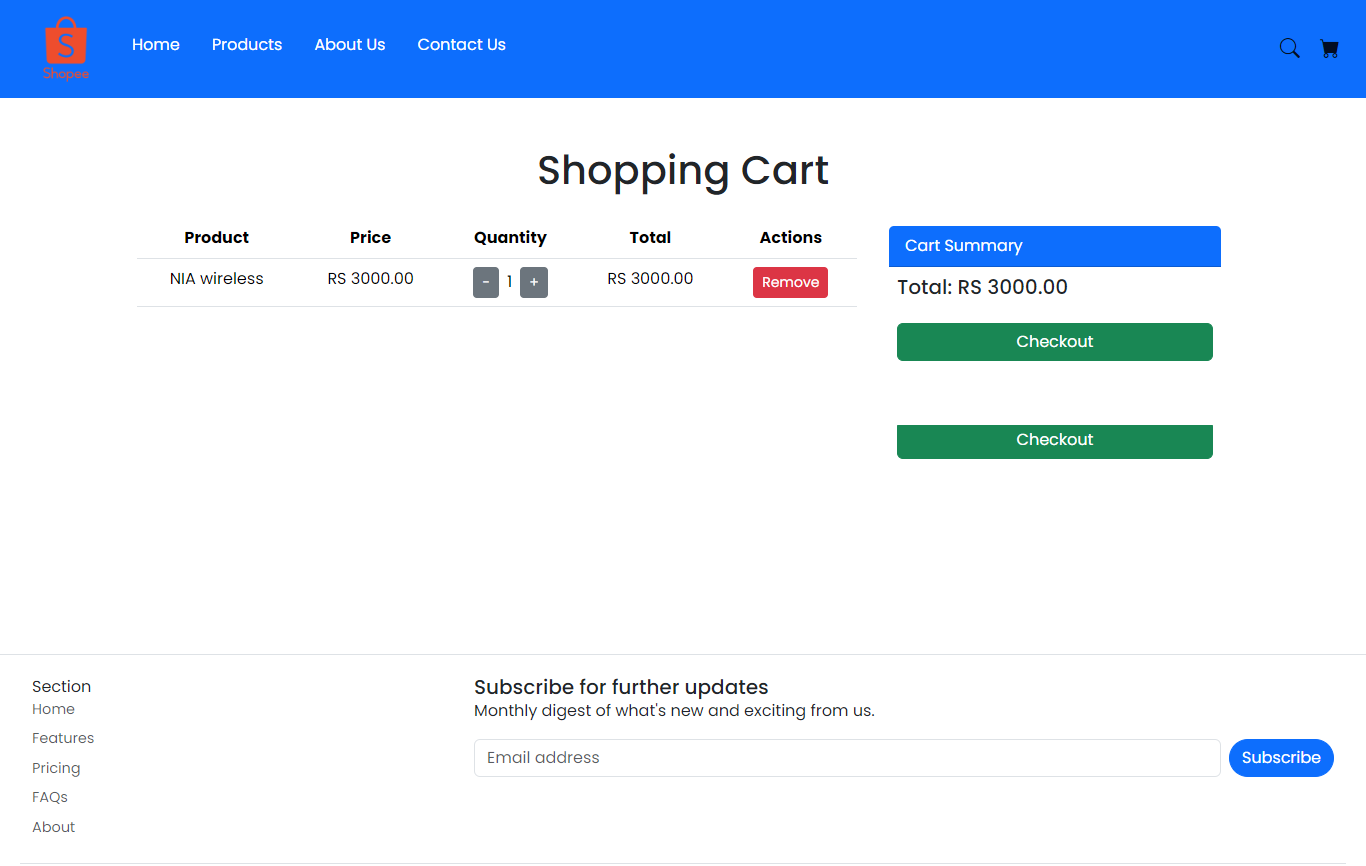 S
Shopee
Home Products About Us Contact Us
Shopping Cart
Product Price Quantity Total Actions
NIA wireless RS 3000.00 - 1 + RS 3000.00 Remove
Cart Summary
Total: RS 3000.00
Checkout
Checkout
Section
Home
Features
Pricing
FAQs
About
Subscribe for further updates
Monthly digest of what's new and exciting from us.
Email address Subscribe